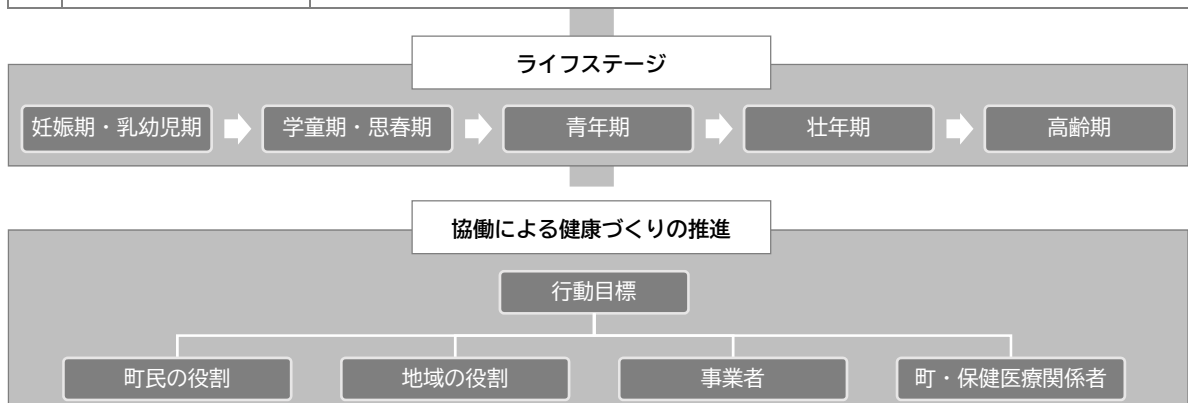 ライフステージ
妊娠期・乳幼児期
学童期・思春期
青年期
壮年期
高齢期
協働による健康づくりの推進
行動目標
町民の役割
地域の役割
事業者
町・保健医療関係者